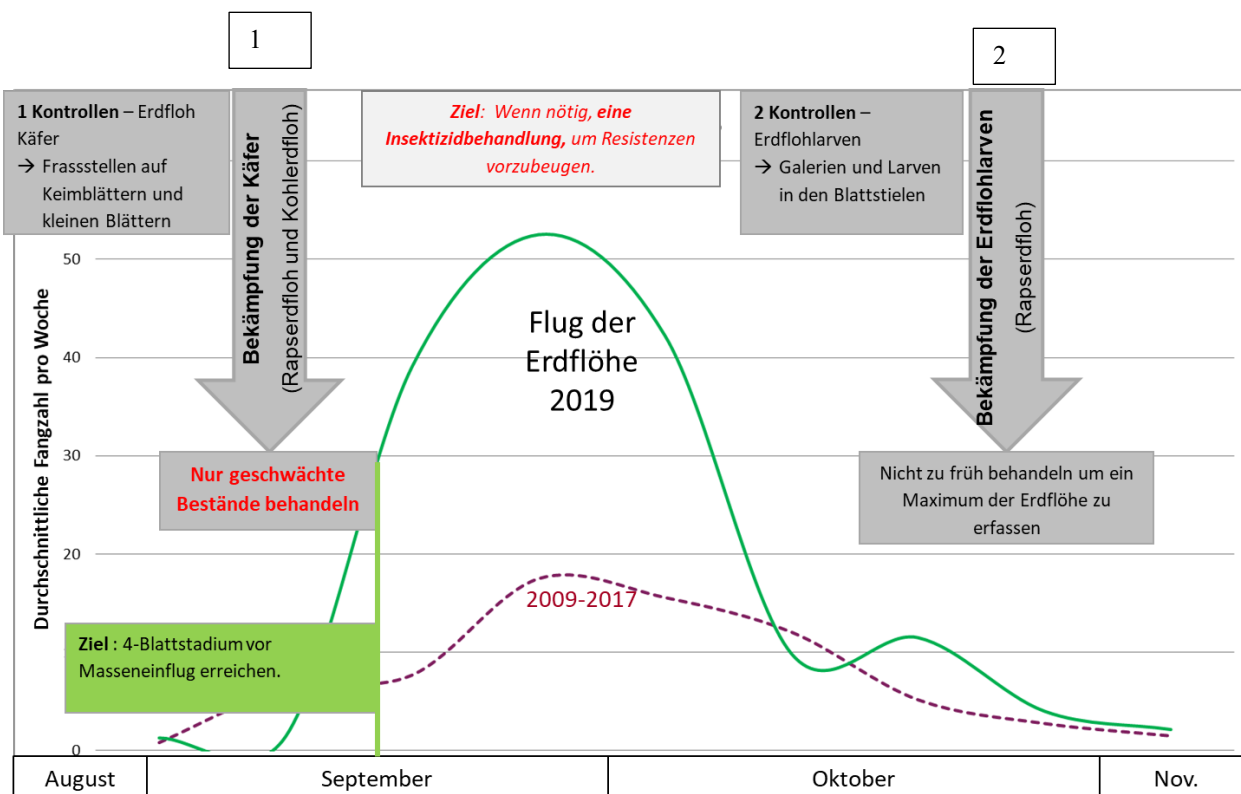 1
2
1 Kontrollen – Erdfloh
Käfer
→ Frassstellen auf
Keimblättern und
kleinen Blättern
Bekämpfung der Käfer
(Rapserdfloh und Kohlerdfloh)
Ziel: Wenn nötig, eine
Insektizidbehandlung, um Resistenzen
vorzubeugen.
2 Kontrollen –
Erdflohlarven
→ Galerien und Larven
in den Blattstielen
Bekämpfung der Erdflohlarven
(Rapserdfloh)
Durchschnittliche Fangzahl pro Woche
50
40
30
20
0
Flug der
Erdflöhe
2019
Nur geschwächte
Bestände behandeln
Nicht zu früh behandeln um ein
Maximum der Erdflöhe zu
erfassen
2009-2017
Ziel : 4-Blattstadium vor
Masseneinflug erreichen.
August
September
Oktober
Nov.